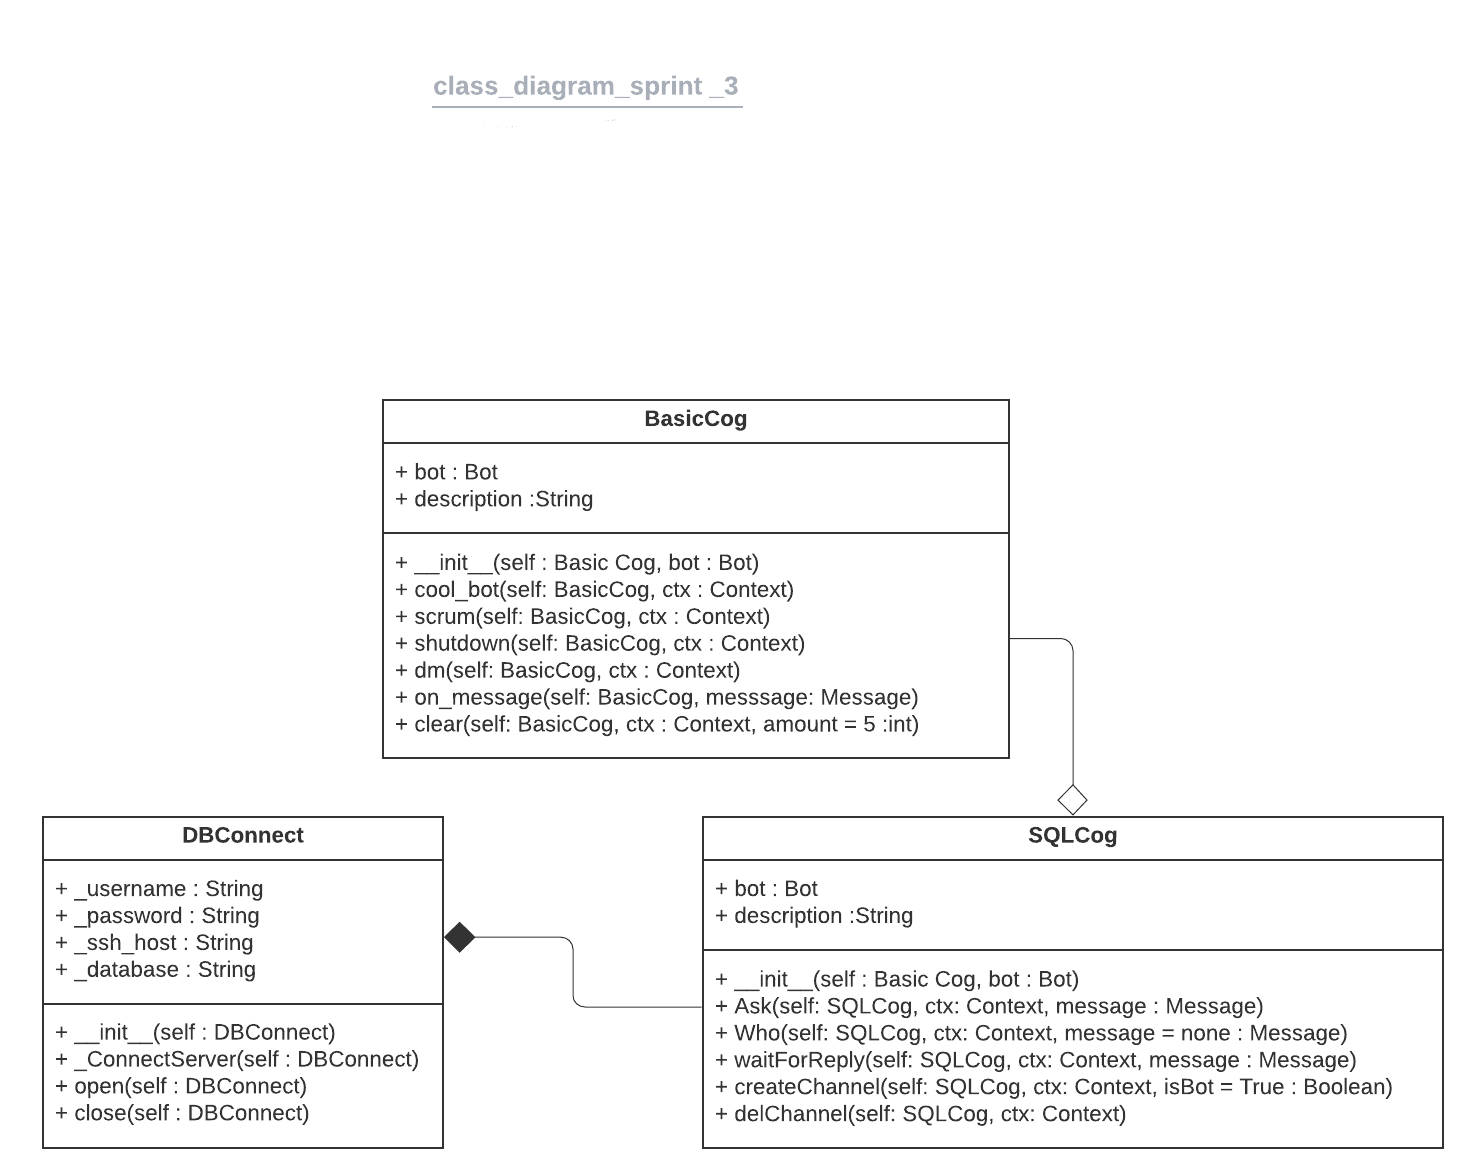 class_diagram_sprint _3
BasicCog
+ bot : Bot
+ description :String
+ __init__(self : Basic Cog, bot : Bot)
+ cool_bot(self: BasicCog, ctx : Context)
+ scrum(self: BasicCog, ctx : Context)
+ shutdown(self: BasicCog, ctx : Context)
+ dm(self: BasicCog, ctx : Context)
+ on_message(self: BasicCog, messsage: Message)
+ clear(self: BasicCog, ctx : Context, amount = 5 :int)
DBConnect
+ _username : String
+ _password : String
+ _ssh_host : String
+ _database : String
+ __init__(self : DBConnect)
+ _ConnectServer(self : DBConnect)
+ open(self : DBConnect)
+ close(self : DBConnect)
SQLCog
+ bot : Bot
+ description :String
+ __init__(self : Basic Cog, bot : Bot)
+ Ask(self: SQLCog, ctx: Context, message : Message)
+ Who(self: SQLCog, ctx: Context, message = none : Message)
+ waitForReply(self: SQLCog, ctx: Context, message : Message)
+ createChannel(self: SQLCog, ctx: Context, isBot = True : Boolean)
+ delChannel(self: SQLCog, ctx: Context)